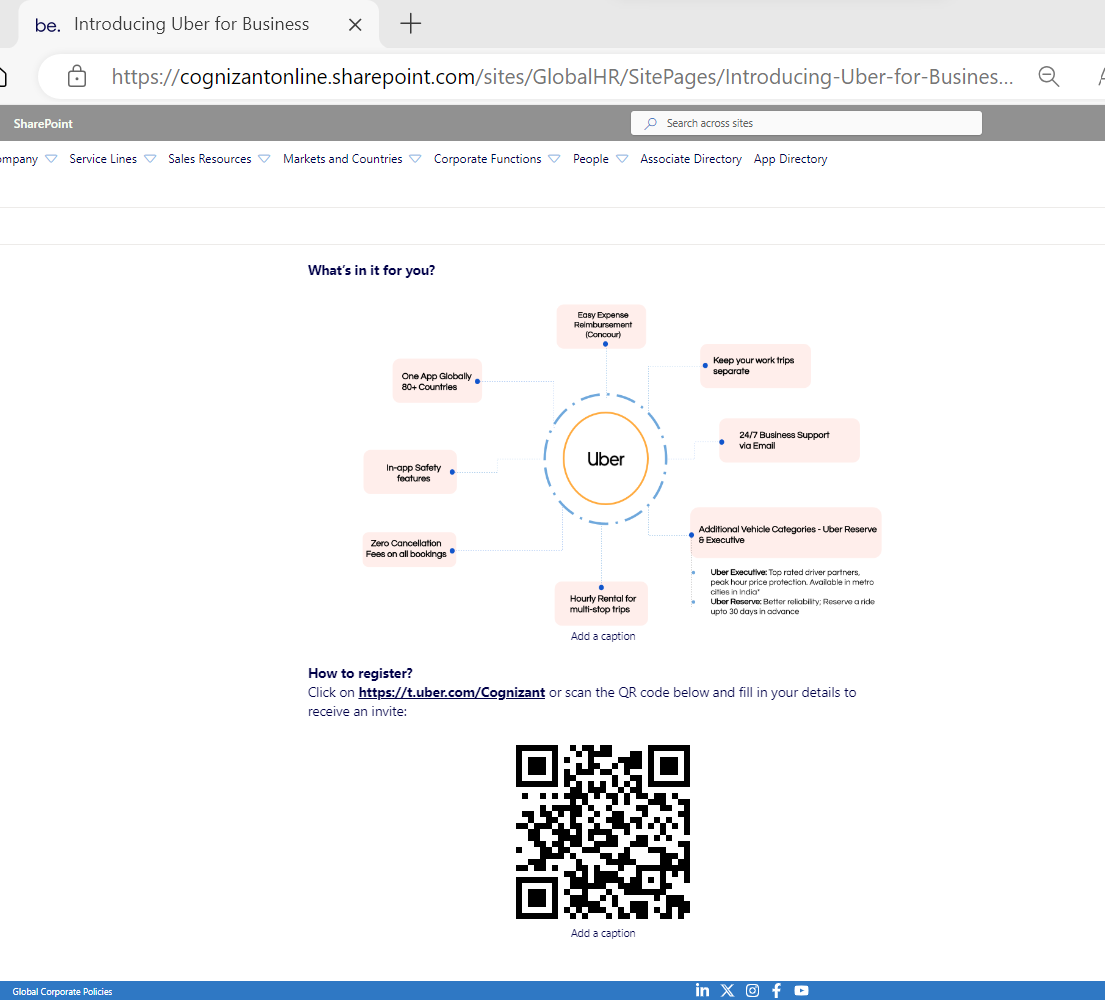 be. Introducing Uber for Business
https://cognizantonline.sharepoint.com/sites/GlobalHR/SitePages/Introducing-Uber-for-Busines...
SharePoint
Search across sites
ompany Service Lines Sales Resources Markets and Countries Corporate Functions People Associate Directory App Directory
What's in it for you?
Easy Expense
Reimbursement
(Concour)
Keep your work trips
separate
One App Globally
80+ Countries
24/7 Business Support
via Email
Uber
In-app Safety
features
Additional Vehicle Categories - Uber Reserve
& Executive
Zero Cancellation
Fees on all bookings
Uber Executive: Top rated driver partners,
peak hour price protection. Available in metro
cities in India*
Uber Reserve: Better reliability; Reserve a ride
upto 30 days in advance
Hourly Rental for
multi-stop trips
Add a caption
How to register?
Click on https://t.uber.com/Cognizant or scan the QR code below and fill in your details to
receive an invite:
Add a caption
Global Corporate Policies